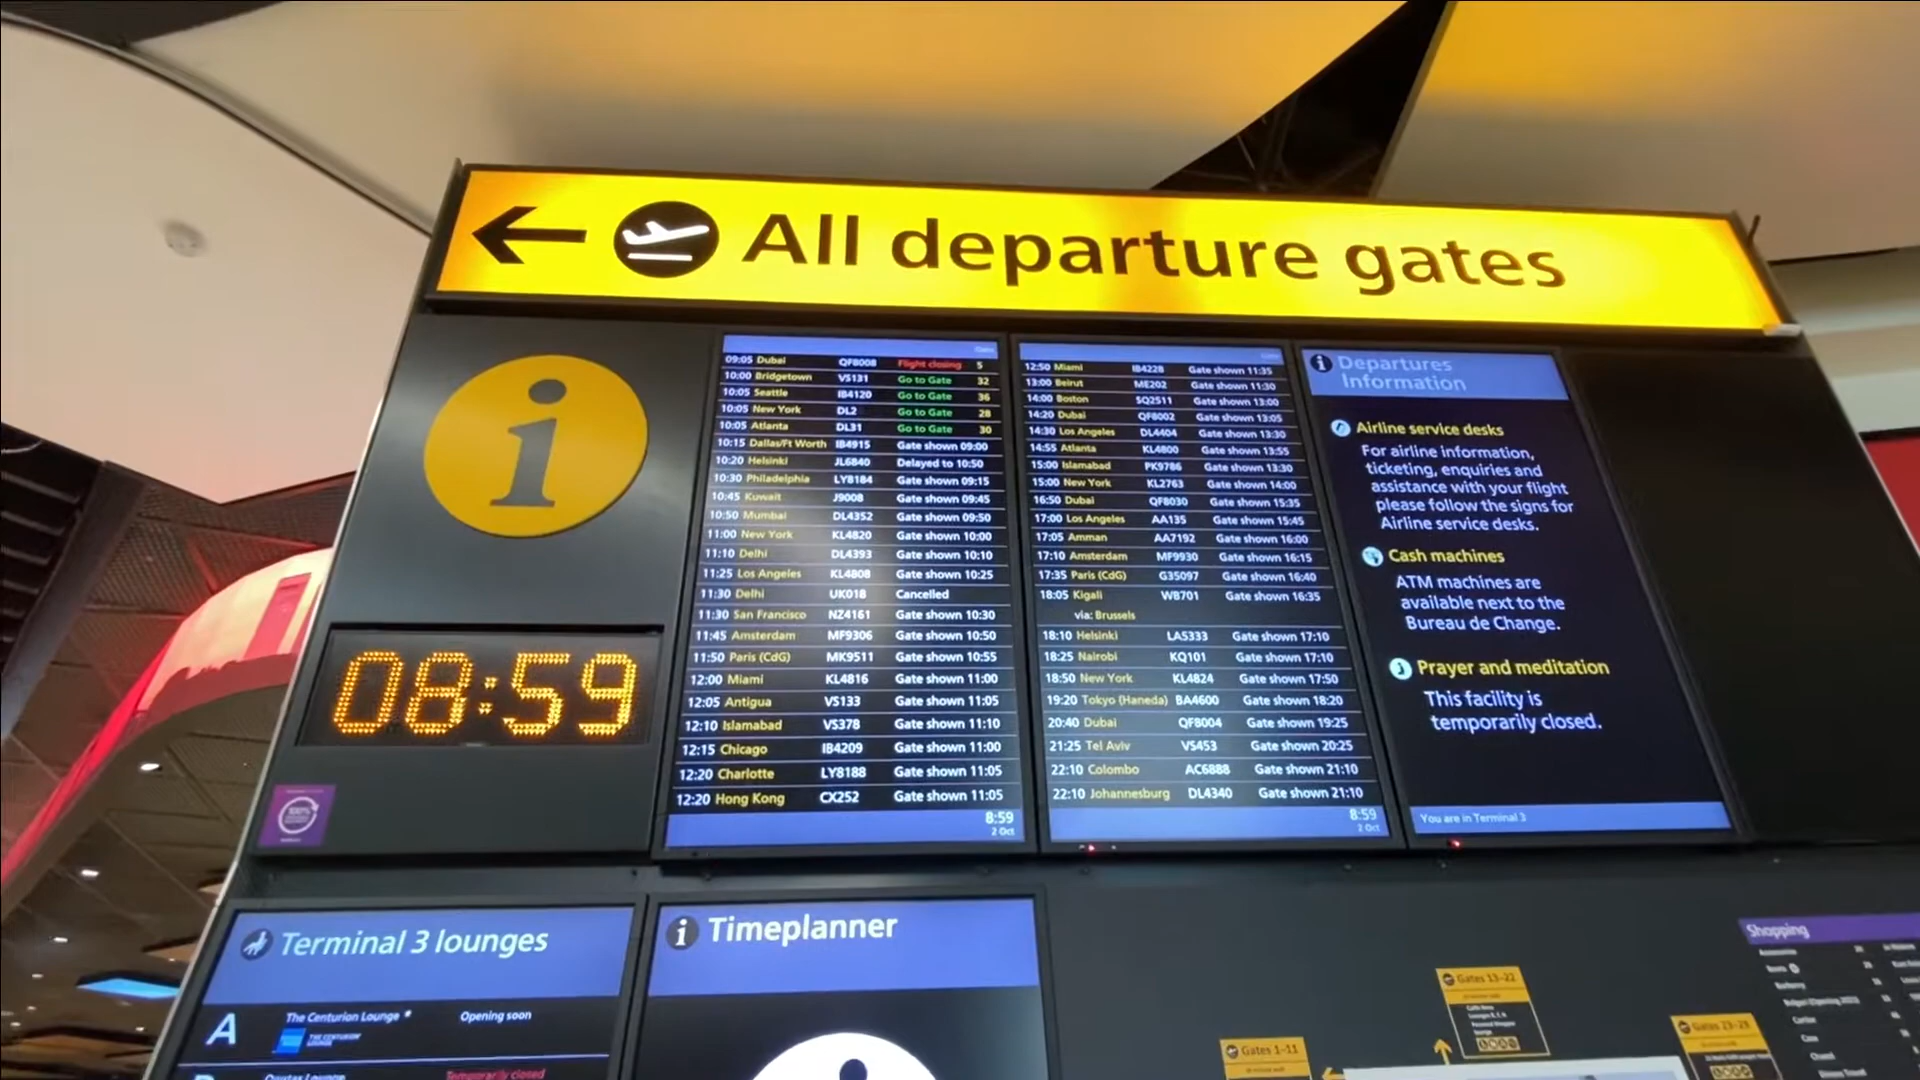 All departure gates
i
08:59
Gate
09:05 Dubai QF8008 Flight closing 5
10:00 Bridgetown VS131 Go to Gate 32
10:05 Seattle IB4120 Go to Gate 36
10:05 New York DL2 Go to Gate 28
10:05 Atlanta DL31 Go to Gate 30
10:15 Dallas/Ft Worth IB4915 Gate shown 09:00
10:20 Helsinki JL6840 Delayed to 10:50
10:30 Philadelphia LY8184 Gate shown 09:15
10:45 Kuwait J9008 Gate shown 09:45
10:50 Mumbai DL4352 Gate shown 09:50
11:00 New York KL4820 Gate shown 10:00
11:10 Delhi DL4393 Gate shown 10:10
11:25 Los Angeles KL4808 Gate shown 10:25
11:30 Delhi UK018 Cancelled
11:30 San Francisco NZ4161 Gate shown 10:30
11:45 Amsterdam MF9306 Gate shown 10:50
11:50 Paris (CdG) MK9511 Gate shown 10:55
12:00 Miami KL4816 Gate shown 11:00
12:05 Antigua VS133 Gate shown 11:05
12:10 Islamabad VS378 Gate shown 11:10
12:15 Chicago IB4209 Gate shown 11:00
12:20 Charlotte LY8188 Gate shown 11:05
12:20 Hong Kong CX252 Gate shown 11:05
8:59
2 Oct
12:50 Miami IB4228 Gate shown 11:35
13:00 Beirut ME202 Gate shown 11:30
14:00 Boston SQ2511 Gate shown 13:00
14:20 Dubai QF8002 Gate shown 13:05
14:30 Los Angeles DL4404 Gate shown 13:30
14:55 Atlanta KL4800 Gate shown 13:55
15:00 Islamabad PK9786 Gate shown 13:30
15:00 New York KL2763 Gate shown 14:00
16:50 Dubai QF8030 Gate shown 15:35
17:00 Los Angeles AA135 Gate shown 15:45
17:05 Amman AA7192 Gate shown 16:00
17:10 Amsterdam MF9930 Gate shown 16:15
17:35 Paris (CdG) G35097 Gate shown 16:40
18:05 Kigali WB701 Gate shown 16:35
via: Brussels
18:10 Helsinki LA5333 Gate shown 17:10
18:25 Nairobi KQ101 Gate shown 17:10
18:50 New York KL4824 Gate shown 17:50
19:20 Tokyo (Haneda) BA4600 Gate shown 18:20
20:40 Dubai QF8004 Gate shown 19:25
21:25 Tel Aviv VS453 Gate shown 20:25
22:10 Colombo AC6888 Gate shown 21:10
22:10 Johannesburg DL4340 Gate shown 21:10
8:59
2 Oct
i Departures
Information
Airline service desks
For airline information,
ticketing, enquiries and
assistance with your flight
please follow the signs for
Airline service desks.
Cash machines
ATM machines are
available next to the
Bureau de Change.
Prayer and meditation
This facility is
temporarily closed.
You are in Terminal 3
100%
Terminal 3 lounges
A The Centurion Lounge * Opening soon
THE CENTURION
LOUNGE
Lounge Temporarily closed
i Timeplanner
Gates 1-11
Gates 13-22
Gates 23-
Shopping
Accessories
Boots
Burberry
Bvlgari
Cartier
Chanel